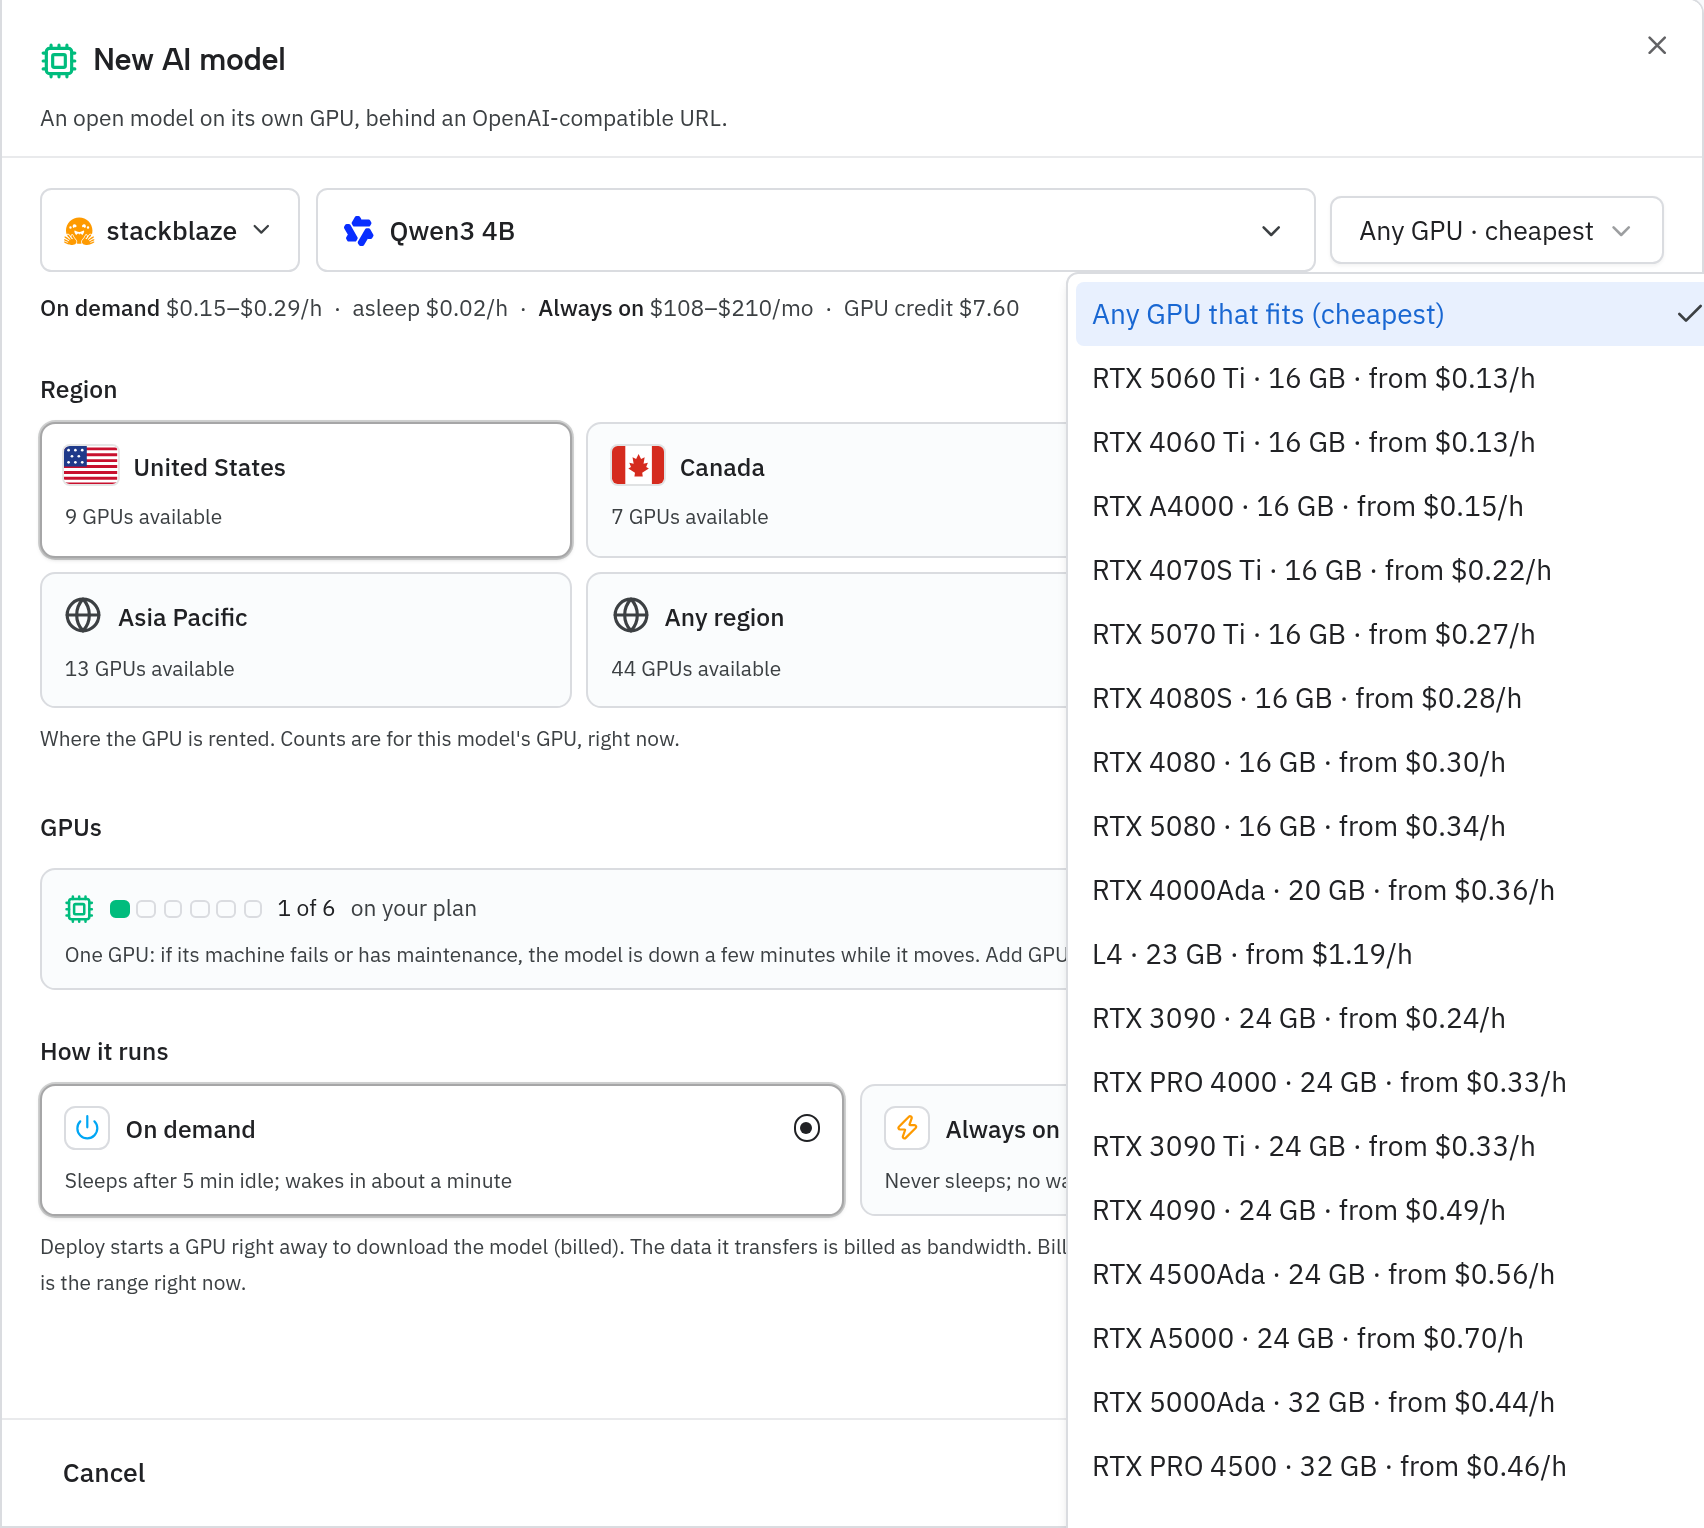 New AI model
An open model on its own GPU, behind an OpenAI-compatible URL.
stackblaze
Qwen3 4B
Any GPU · cheapest
On demand $0.15–$0.29/h · asleep $0.02/h · Always on $108–$210/mo · GPU credit $7.60
Region
United States
9 GPUs available
Canada
7 GPUs available
Asia Pacific
13 GPUs available
Any region
44 GPUs available
Where the GPU is rented. Counts are for this model's GPU, right now.
GPUs
1 of 6 on your plan
One GPU: if its machine fails or has maintenance, the model is down a few minutes while it moves. Add GPU
How it runs
On demand
Sleeps after 5 min idle; wakes in about a minute
Always on
Never sleeps; no wa
Deploy starts a GPU right away to download the model (billed). The data it transfers is billed as bandwidth. Bill
is the range right now.
Cancel
Any GPU that fits (cheapest)
RTX 5060 Ti · 16 GB · from $0.13/h
RTX 4060 Ti · 16 GB · from $0.13/h
RTX A4000 · 16 GB · from $0.15/h
RTX 4070S Ti · 16 GB · from $0.22/h
RTX 5070 Ti · 16 GB · from $0.27/h
RTX 4080S · 16 GB · from $0.28/h
RTX 4080 · 16 GB · from $0.30/h
RTX 5080 · 16 GB · from $0.34/h
RTX 4000Ada · 20 GB · from $0.36/h
L4 · 23 GB · from $1.19/h
RTX 3090 · 24 GB · from $0.24/h
RTX PRO 4000 · 24 GB · from $0.33/h
RTX 3090 Ti · 24 GB · from $0.33/h
RTX 4090 · 24 GB · from $0.49/h
RTX 4500Ada · 24 GB · from $0.56/h
RTX A5000 · 24 GB · from $0.70/h
RTX 5000Ada · 32 GB · from $0.44/h
RTX PRO 4500 · 32 GB · from $0.46/h